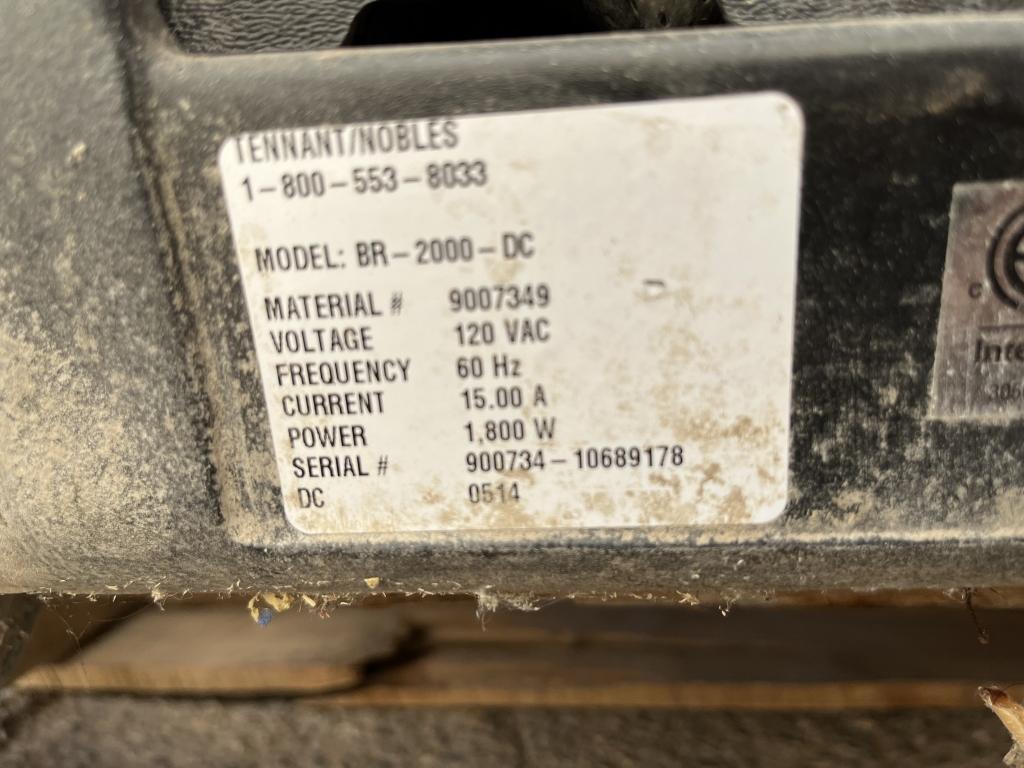 TENNANT/NOBLES
1-800-553-8033
MODEL: BR-2000-DC
MATERIAL # 9007349
VOLTAGE 120 VAC
FREQUENCY 60 Hz
CURRENT 15.00 A
POWER 1,800 W
SERIAL # 900734-10689178
DC 0514
C
Inte